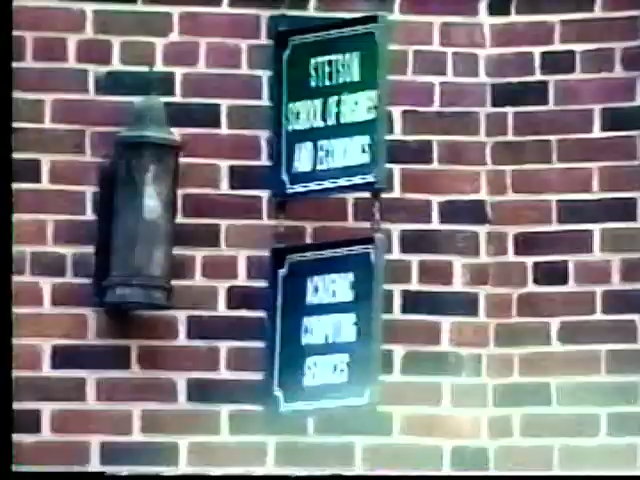 STETSON
SCHOOL OF BUSINESS
AND ECONOMICS
ACADEMIC
COMPUTING
SERVICES